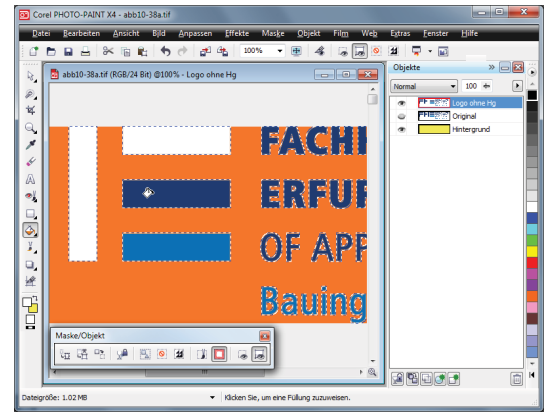 Corel PHOTO-PAINT X4 - abb10-38a.tif
Datei Bearbeiten Ansicht Bild Anpassen Effekte Maske Objekt Film Web Extras Fenster Hilfe
100%
abb10-38a.tif (RGB/24 Bit) @100% - Logo ohne Hg
Objekte
Normal 100
Logo ohne Hg
Original
Hintergrund
FACHH
ERFUR
OF APP
Bauing
Maske/Objekt
Dateigröße: 1.02 MB Klicken Sie, um eine Füllung zuzuweisen.